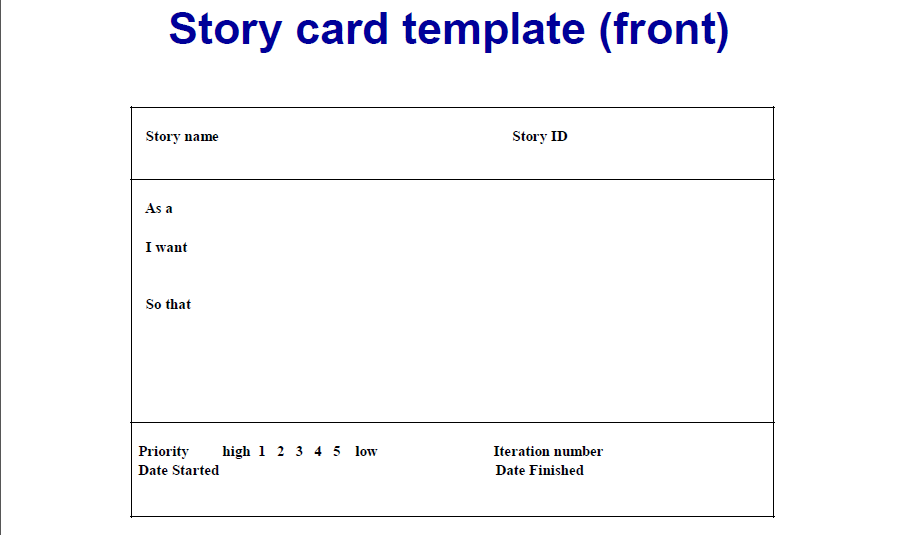 Story card template (front)
Story name Story ID
As a
I want
So that
Priority high 1 2 3 4 5 low Iteration number
Date Started Date Finished